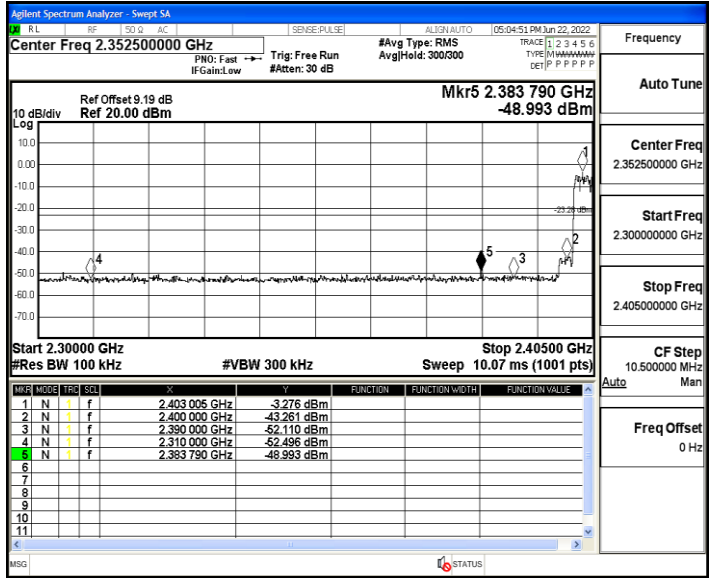 Agilent Spectrum Analyzer - Swept SA
RL RF 50 Ω AC SENSE:PULSE ALIGN AUTO 05:04:51 PM Jun 22, 2022
Center Freq 2.352500000 GHz
PNO: Fast
IFGain:Low
Trig: Free Run
#Atten: 30 dB
#Avg Type: RMS
Avg|Hold: 300/300
TRACE 1 2 3 4 5 6
TYPE MWWWWW
DET P P P P P P
Ref Offset 9.19 dB
10 dB/div Ref 20.00 dBm
Log
Mkr5 2.383 790 GHz
-48.993 dBm
10.0
0.00
-10.0
-20.0
-30.0
-40.0
-50.0
-60.0
-70.0
1
-23.28 dBm
2
3
4
5
Start 2.30000 GHz Stop 2.40500 GHz
#Res BW 100 kHz #VBW 300 kHz Sweep 10.07 ms (1001 pts)
MKR MODE TRC SCL X Y FUNCTION FUNCTION WIDTH FUNCTION VALUE
1 N 1 f 2.403 005 GHz -3.276 dBm
2 N 1 f 2.400 000 GHz -43.261 dBm
3 N 1 f 2.390 000 GHz -52.110 dBm
4 N 1 f 2.310 000 GHz -52.496 dBm
5 N 1 f 2.383 790 GHz -48.993 dBm
6
7
8
9
10
11
MSG STATUS
Frequency
Auto Tune
Center Freq
2.352500000 GHz
Start Freq
2.300000000 GHz
Stop Freq
2.405000000 GHz
CF Step
10.500000 MHz
Auto Man
Freq Offset
0 Hz